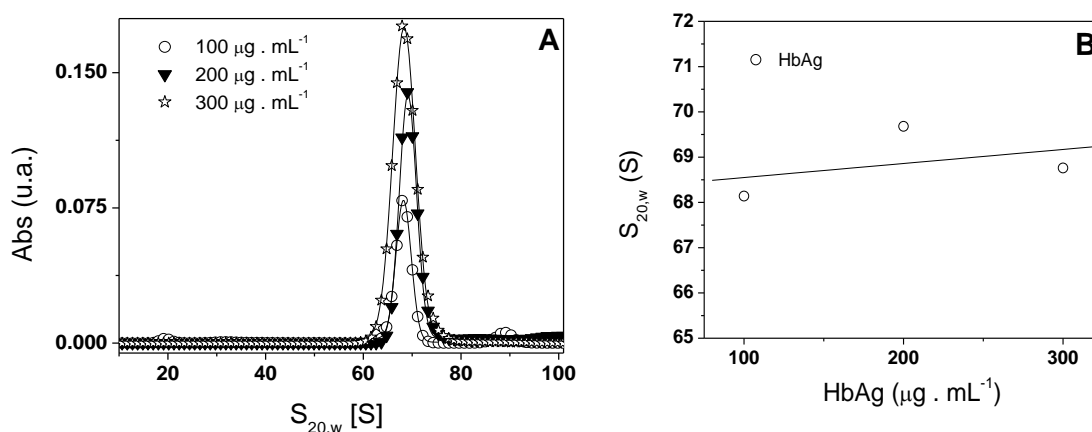 A
100 μg . mL⁻¹
200 μg . mL⁻¹
300 μg . mL⁻¹
0.150
0.075
0.000
Abs (u.a.)
20 40 60 80 100
S₂₀,w [S]
B
HbAg
72
71
70
69
68
67
66
65
S₂₀,w (S)
100 200 300
HbAg (μg . mL⁻¹)